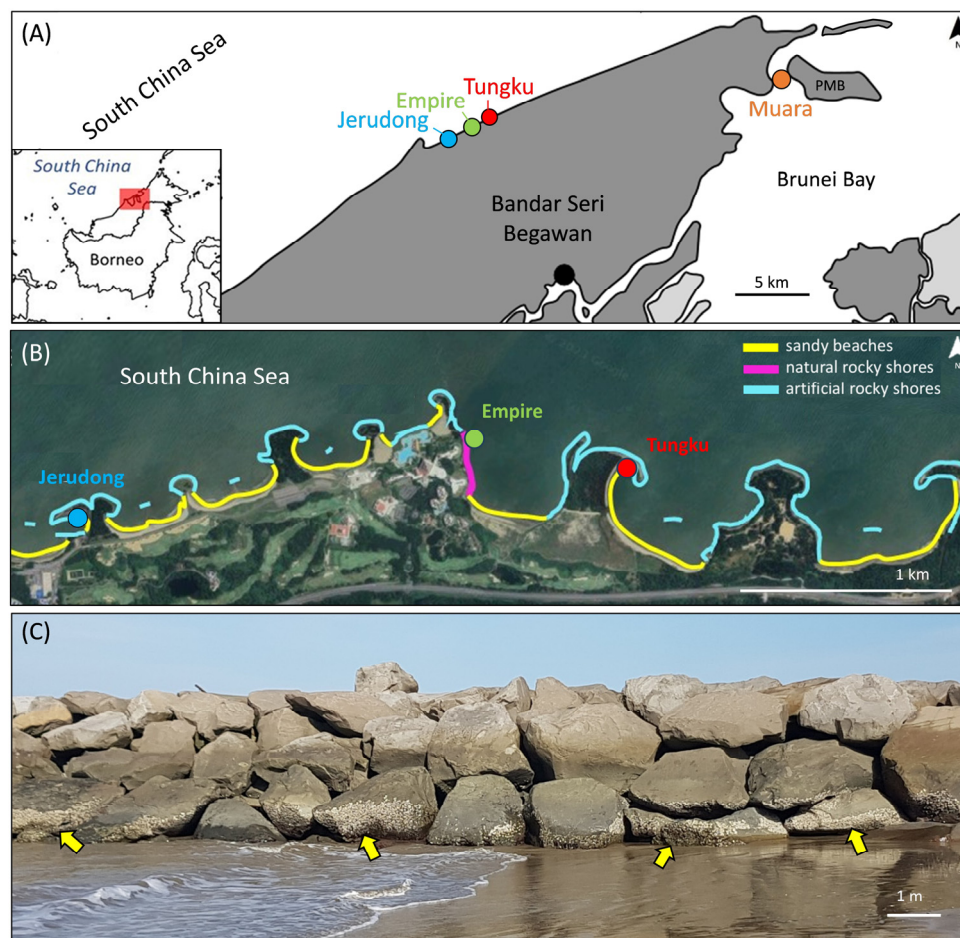 (A)
South China Sea
N
Tungku
Empire
Jerudong
PMB
Muara
South China
Sea
Borneo
Bandar Seri
Begawan
Brunei Bay
5 km
(B)
South China Sea
sandy beaches
natural rocky shores
artificial rocky shores
N
Empire
Tungku
Jerudong
1 km
(C)
1 m